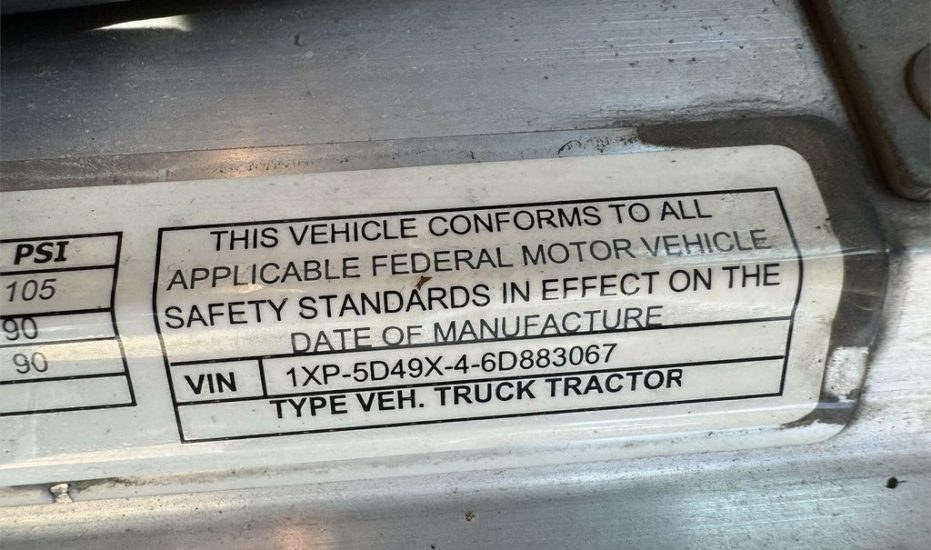 PSI
105
90
90
THIS VEHICLE CONFORMS TO ALL
APPLICABLE FEDERAL MOTOR VEHICLE
SAFETY STANDARDS IN EFFECT ON THE
DATE OF MANUFACTURE
VIN 1XP-5D49X-4-6D883067
TYPE VEH. TRUCK TRACTOR